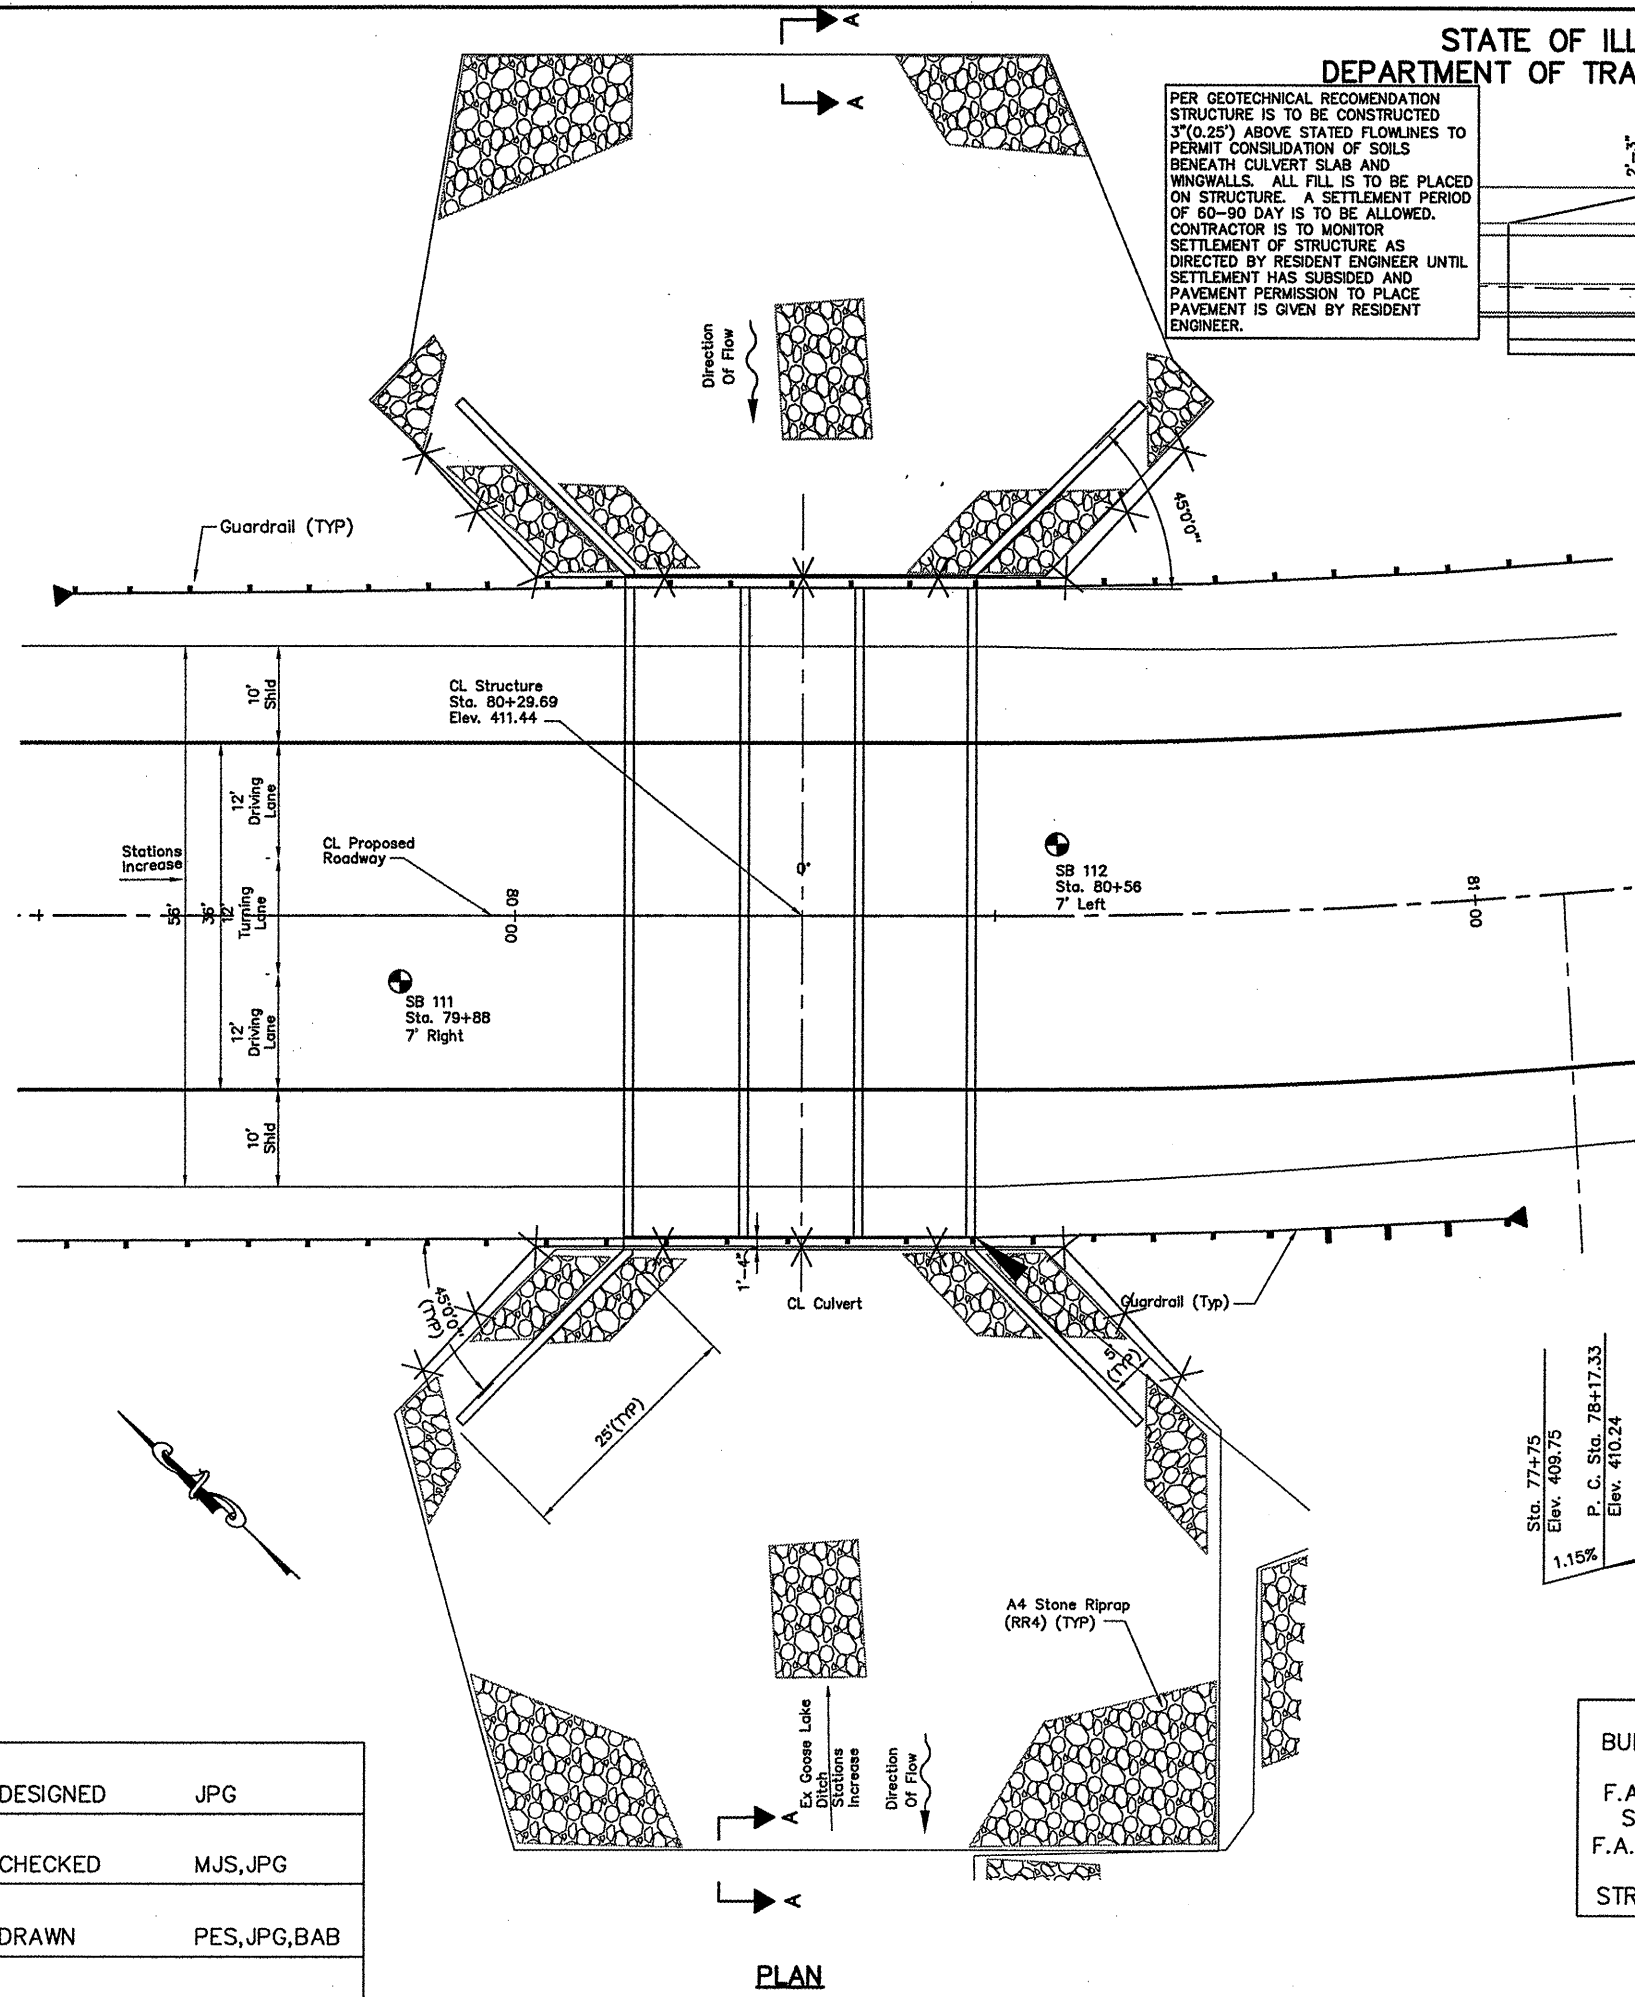 A
A
STATE OF ILL
DEPARTMENT OF TRA
PER GEOTECHNICAL RECOMENDATION
STRUCTURE IS TO BE CONSTRUCTED
3"(0.25') ABOVE STATED FLOWLINES TO
PERMIT CONSILIDATION OF SOILS
BENEATH CULVERT SLAB AND
WINGWALLS. ALL FILL IS TO BE PLACED
ON STRUCTURE. A SETTLEMENT PERIOD
OF 60-90 DAY IS TO BE ALLOWED.
CONTRACTOR IS TO MONITOR
SETTLEMENT OF STRUCTURE AS
DIRECTED BY RESIDENT ENGINEER UNTIL
SETTLEMENT HAS SUBSIDED AND
PAVEMENT PERMISSION TO PLACE
PAVEMENT IS GIVEN BY RESIDENT
ENGINEER.
2'-3"
Direction
Of Flow
45°0'0"
Guardrail (TYP)
10'
Shld
CL Structure
Sta. 80+29.69
Elev. 411.44
12'
Driving
Lane
CL Proposed
Roadway
Stations
Increase
56'
36'
12'
Turning
Lane
80
00
0°
SB 112
Sta. 80+56
7' Left
81+00
SB 111
Sta. 79+88
7' Right
12'
Driving
Lane
10'
Shld
45°0'0"
(TYP)
1'-4"
CL Culvert
Guardrail (Typ)
5'
(TYP)
25'(TYP)
Sta. 77+75
Elev. 409.75
P. C. Sta. 78+17.33
Elev. 410.24
1.15%
A4 Stone Riprap
(RR4) (TYP)
Ex Goose Lake
Ditch
Stations
Increase
Direction
Of Flow
A
A
DESIGNED JPG
CHECKED MJS,JPG
DRAWN PES,JPG,BAB
BUI
F.A
S
F.A.
STR
PLAN